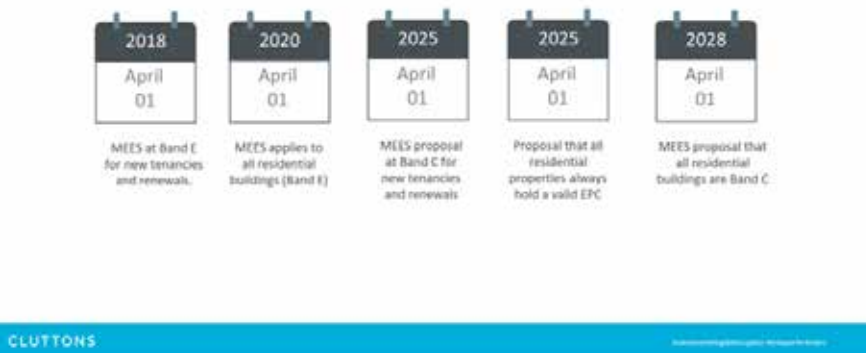 2018
April
01
MEES at Band E
for new tenancies
and renewals.
2020
April
01
MEES applies to
all residential
buildings (Band E)
2025
April
01
MEES proposal
at Band C for
new tenancies
and renewals
2025
April
01
Proposal that all
residential
properties always
hold a valid EPC
2028
April
01
MEES proposal that
all residential
buildings are Band C
CLUTTONS